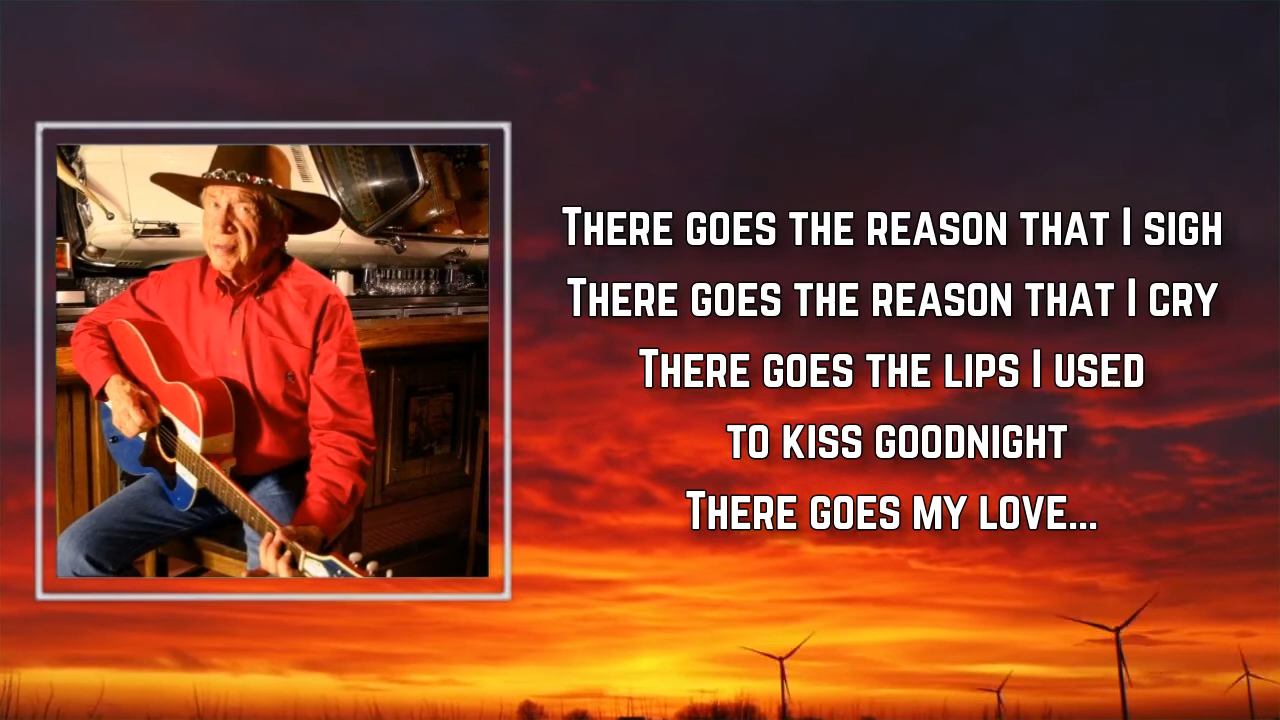 There goes the reason that I sigh
There goes the reason that I cry
There goes the lips I used
to kiss goodnight
There goes my love...